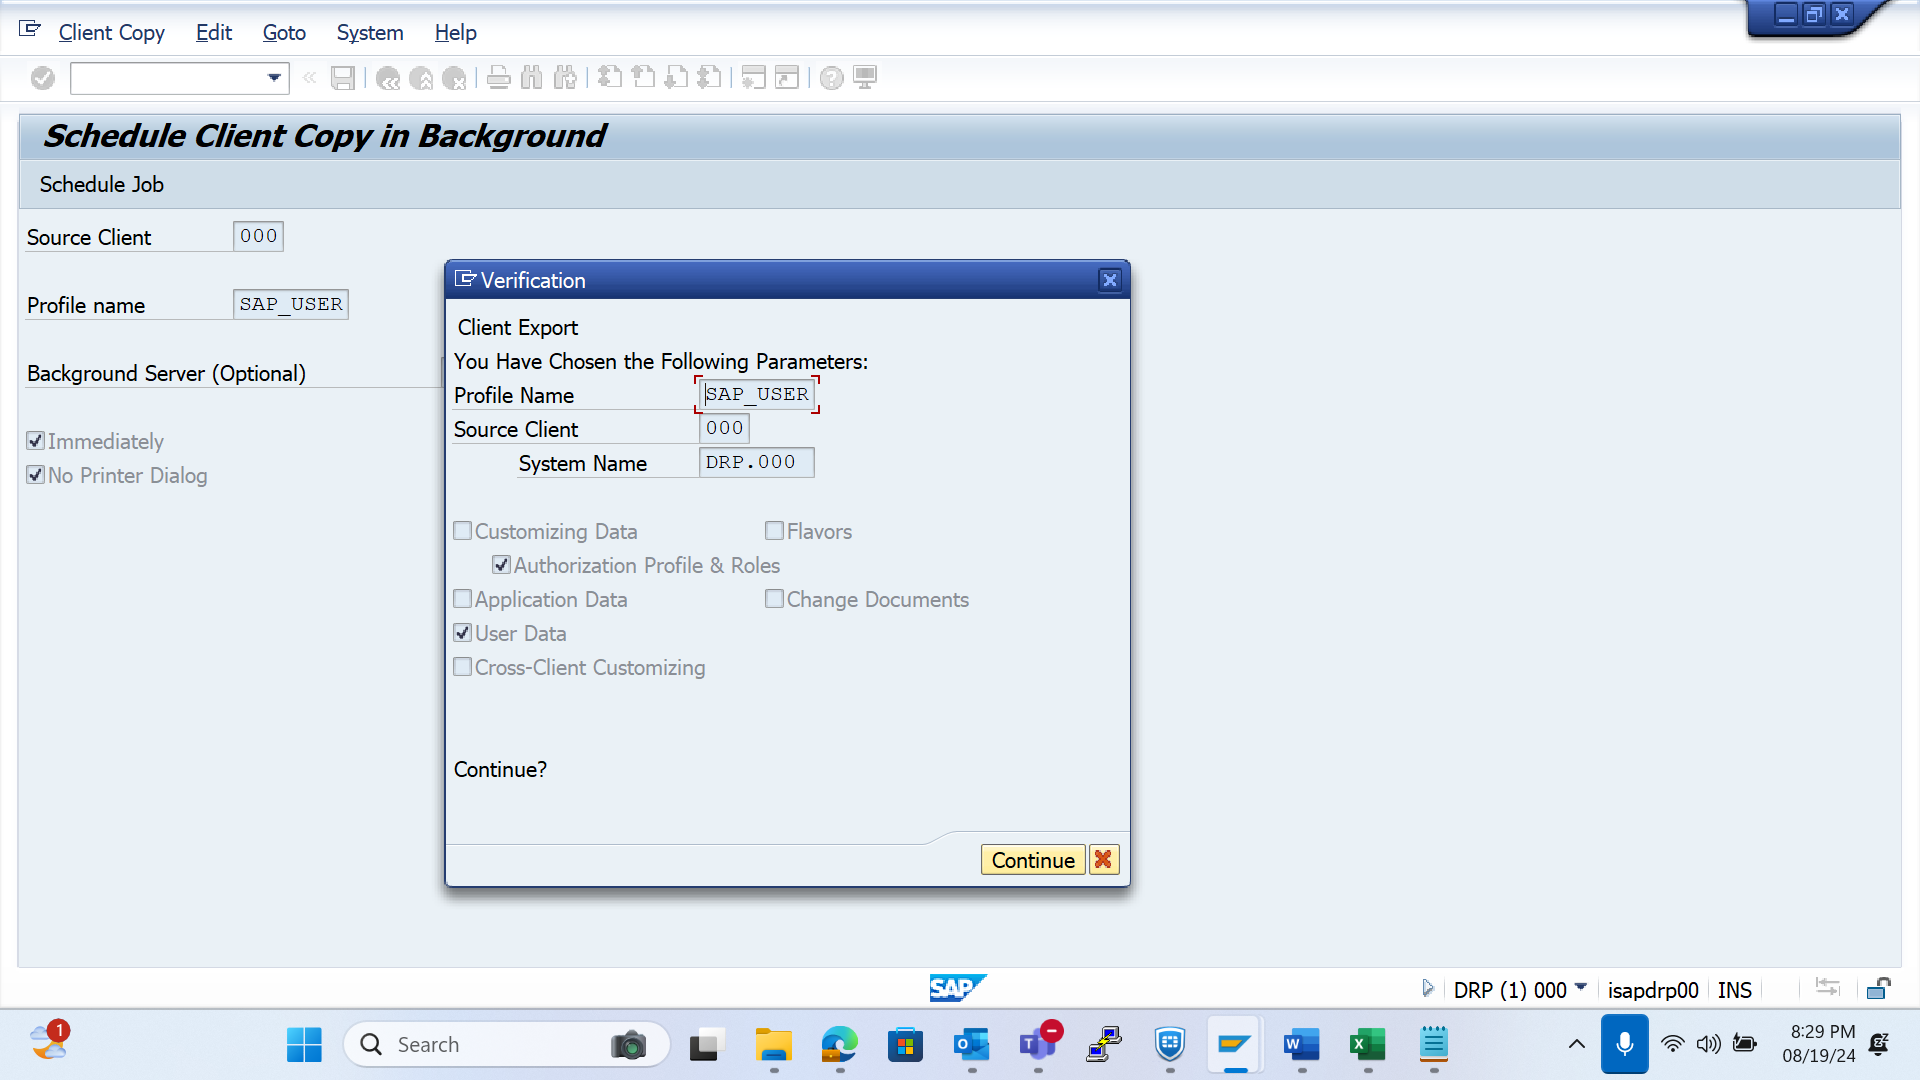 Client Copy Edit Goto System Help
Schedule Client Copy in Background
Schedule Job
Source Client 000
Profile name SAP_USER
Background Server (Optional)
Immediately
No Printer Dialog
Verification
Client Export
You Have Chosen the Following Parameters:
Profile Name SAP_USER
Source Client 000
System Name DRP.000
Customizing Data Flavors
Authorization Profile & Roles
Application Data Change Documents
User Data
Cross-Client Customizing
Continue?
Continue
SAP
DRP (1) 000 isapdrp00 INS
1
Search
8:29 PM
08/19/24